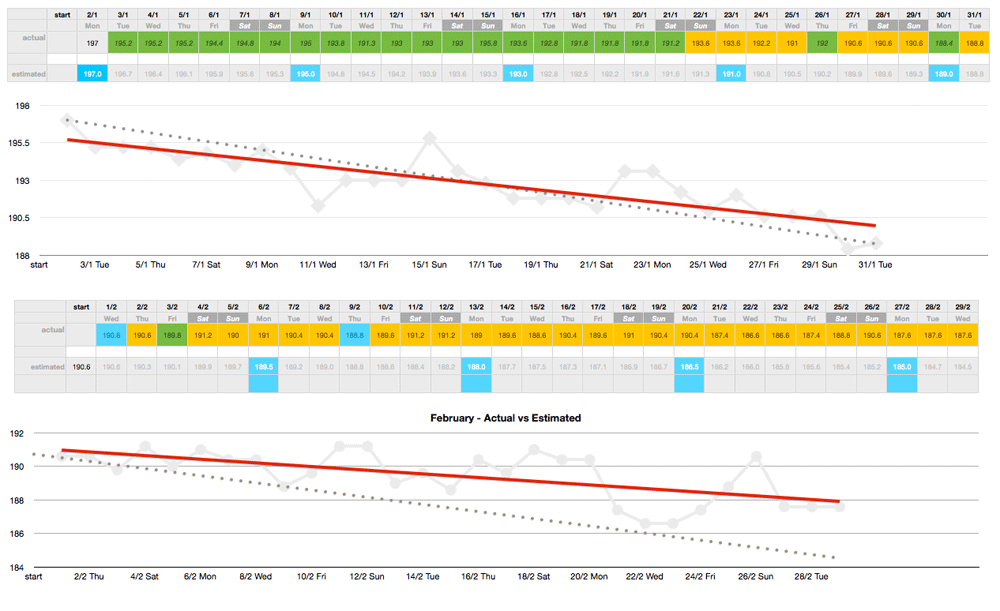 start 2/1 3/1 4/1 5/1 6/1 7/1 8/1 9/1 10/1 11/1 12/1 13/1 14/1 15/1 16/1 17/1 18/1 19/1 20/1 21/1 22/1 23/1 24/1 25/1 26/1 27/1 28/1 29/1 30/1 31/1
Mon Tue Wed Thu Fri Sat Sun Mon Tue Wed Thu Fri Sat Sun Mon Tue Wed Thu Fri Sat Sun Mon Tue Wed Thu Fri Sat Sun Mon Tue
actual 197 195.2 195.2 195.2 194.4 194.8 194 195 193.8 191.3 193 193 193 195.8 193.6 192.8 191.8 191.8 191.8 191.2 193.6 193.6 192.2 191 192 190.6 190.6 190.6 188.4 188.8
estimated 197.0 196.7 196.4 196.1 195.9 195.6 195.3 195.0 194.8 194.5 194.2 193.9 193.6 193.3 193.0 192.8 192.5 192.2 191.9 191.6 191.3 191.0 190.8 190.5 190.2 189.9 189.6 189.3 189.0 188.8
198
195.5
193
190.5
188
start 3/1 Tue 5/1 Thu 7/1 Sat 9/1 Mon 11/1 Wed 13/1 Fri 15/1 Sun 17/1 Tue 19/1 Thu 21/1 Sat 23/1 Mon 25/1 Wed 27/1 Fri 29/1 Sun 31/1 Tue
start 1/2 2/2 3/2 4/2 5/2 6/2 7/2 8/2 9/2 10/2 11/2 12/2 13/2 14/2 15/2 16/2 17/2 18/2 19/2 20/2 21/2 22/2 23/2 24/2 25/2 26/2 27/2 28/2 29/2
Wed Thu Fri Sat Sun Mon Tue Wed Thu Fri Sat Sun Mon Tue Wed Thu Fri Sat Sun Mon Tue Wed Thu Fri Sat Sun Mon Tue Wed
actual 190.6 190.6 189.8 191.2 190 191 190.4 190.4 188.8 189.6 191.2 191.2 189 189.6 188.6 190.4 189.6 191 190.4 190.4 187.4 186.6 186.6 187.4 188.8 190.6 187.6 187.6 187.6
estimated 190.6 190.6 190.3 190.1 189.9 189.7 189.5 189.2 189.0 188.8 188.6 188.4 188.2 188.0 187.7 187.5 187.3 187.1 186.9 186.7 186.5 186.2 186.0 185.8 185.6 185.4 185.2 185.0 184.7 184.5
February - Actual vs Estimated
192
190
188
186
184
start 2/2 Thu 4/2 Sat 6/2 Mon 8/2 Wed 10/2 Fri 12/2 Sun 14/2 Tue 16/2 Thu 18/2 Sat 20/2 Mon 22/2 Wed 24/2 Fri 26/2 Sun 28/2 Tue